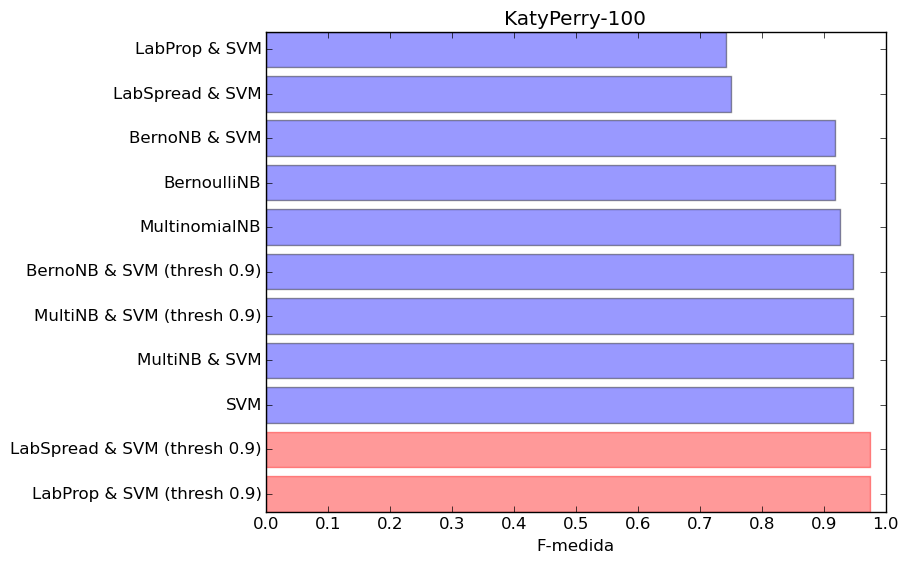 KatyPerry-100
LabProp & SVM
LabSpread & SVM
BernoNB & SVM
BernoulliNB
MultinomialNB
BernoNB & SVM (thresh 0.9)
MultiNB & SVM (thresh 0.9)
MultiNB & SVM
SVM
LabSpread & SVM (thresh 0.9)
LabProp & SVM (thresh 0.9)
0.0 0.1 0.2 0.3 0.4 0.5 0.6 0.7 0.8 0.9 1.0
F-medida